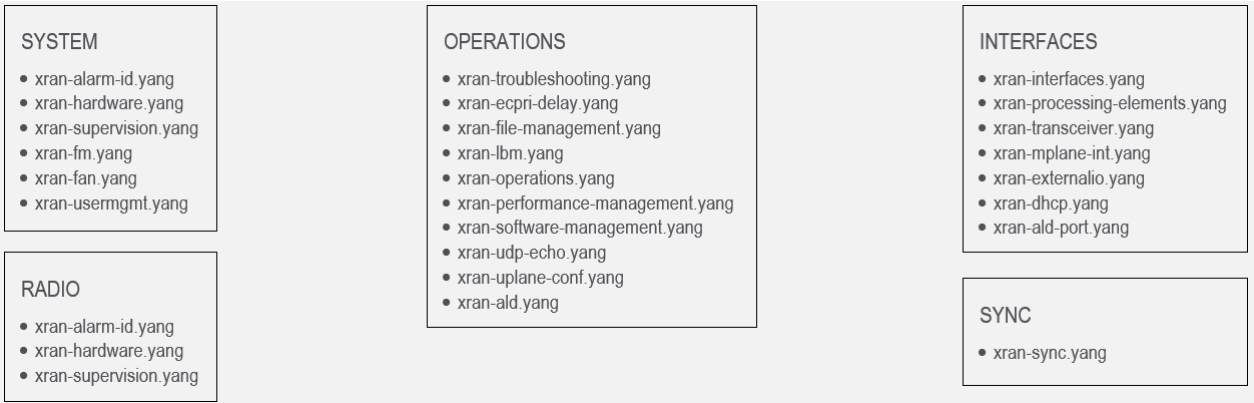 SYSTEM
• xran-alarm-id.yang
• xran-hardware.yang
• xran-supervision.yang
• xran-fm.yang
• xran-fan.yang
• xran-usermgmt.yang
RADIO
• xran-alarm-id.yang
• xran-hardware.yang
• xran-supervision.yang
OPERATIONS
• xran-troubleshooting.yang
• xran-ecpri-delay.yang
• xran-file-management.yang
• xran-lbm.yang
• xran-operations.yang
• xran-performance-management.yang
• xran-software-management.yang
• xran-udp-echo.yang
• xran-uplane-conf.yang
• xran-ald.yang
INTERFACES
• xran-interfaces.yang
• xran-processing-elements.yang
• xran-transceiver.yang
• xran-mplane-int.yang
• xran-externalio.yang
• xran-dhcp.yang
• xran-ald-port.yang
SYNC
• xran-sync.yang